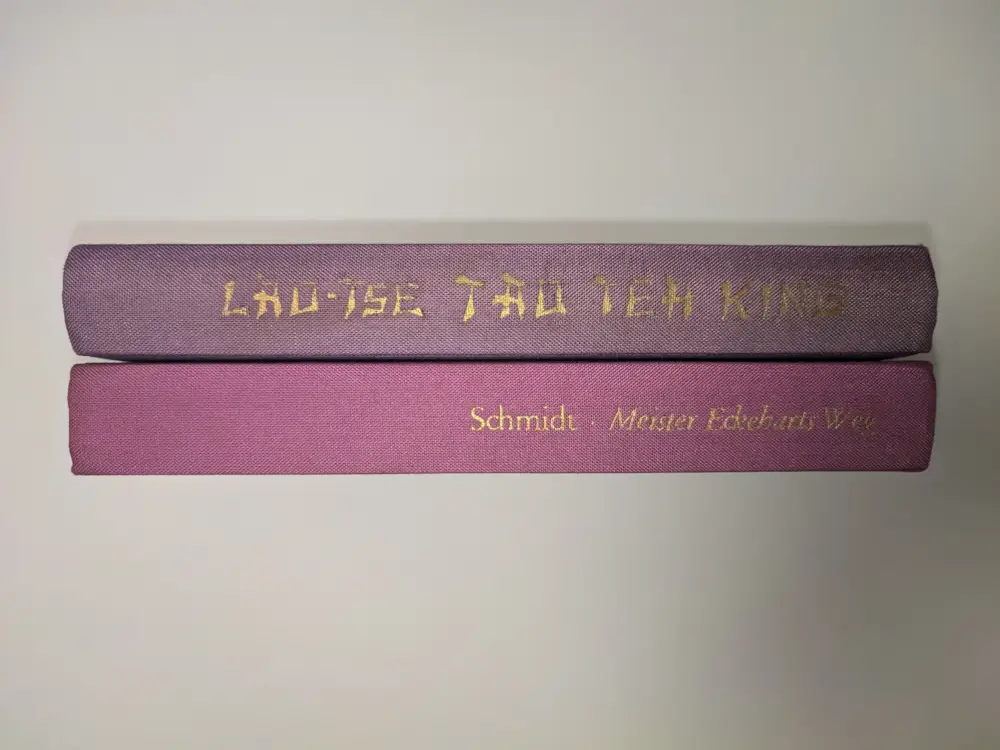 LAO-TSE TAO TEH KING
Schmidt · Meister Eckeharts Weg